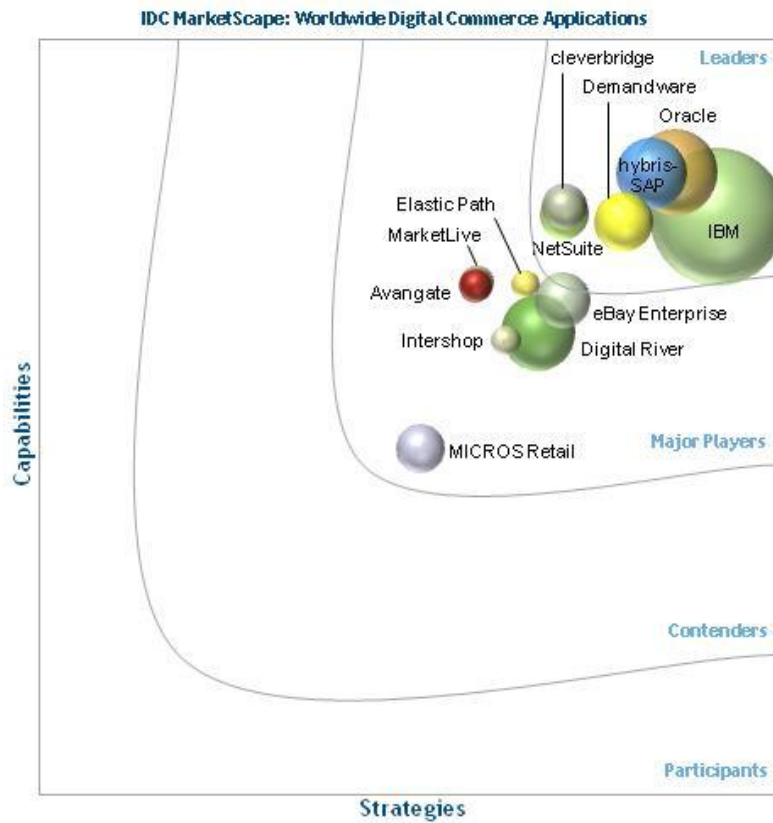 IDC MarketScape: Worldwide Digital Commerce Applications
Leaders
cleverbridge
Demandware
Oracle
hybris-
SAP
Elastic Path
MarketLive
NetSuite
IBM
Avangate
eBay Enterprise
Intershop
Digital River
Capabilities
Major Players
MICROS Retail
Contenders
Participants
Strategies